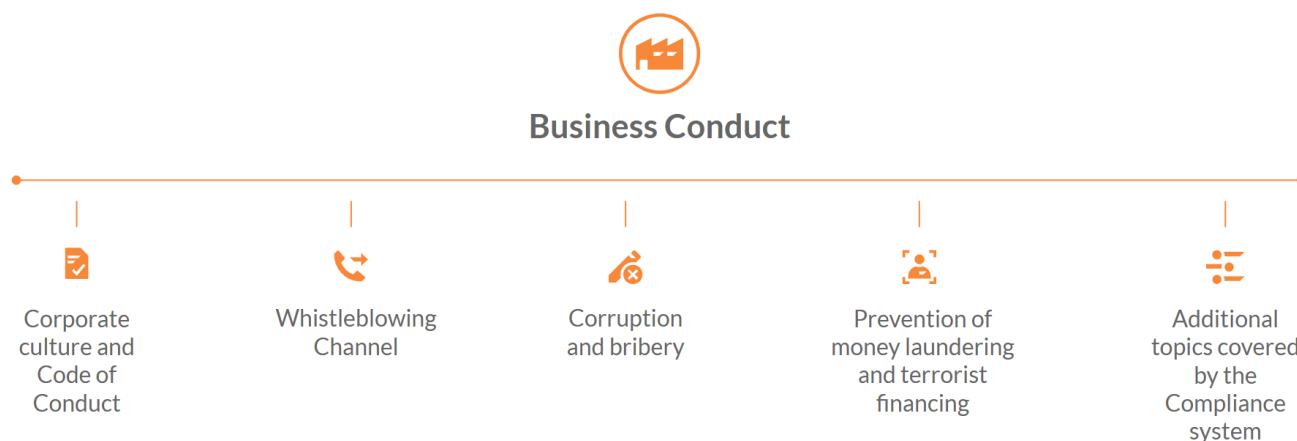 Business Conduct
Corporate
culture and
Code of
Conduct
Whistleblowing
Channel
Corruption
and bribery
Prevention of
money laundering
and terrorist
financing
Additional
topics covered
by the
Compliance
system